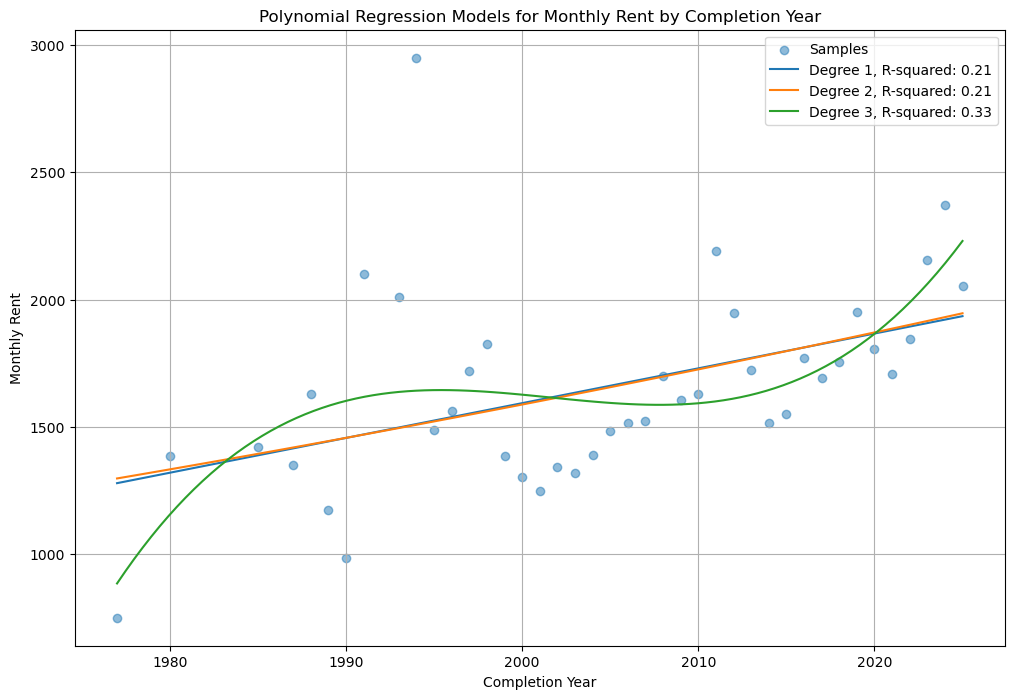 Polynomial Regression Models for Monthly Rent by Completion Year
3000
2500
2000
1500
1000
Monthly Rent
Samples
Degree 1, R-squared: 0.21
Degree 2, R-squared: 0.21
Degree 3, R-squared: 0.33
1980
1990
2000
2010
2020
Completion Year